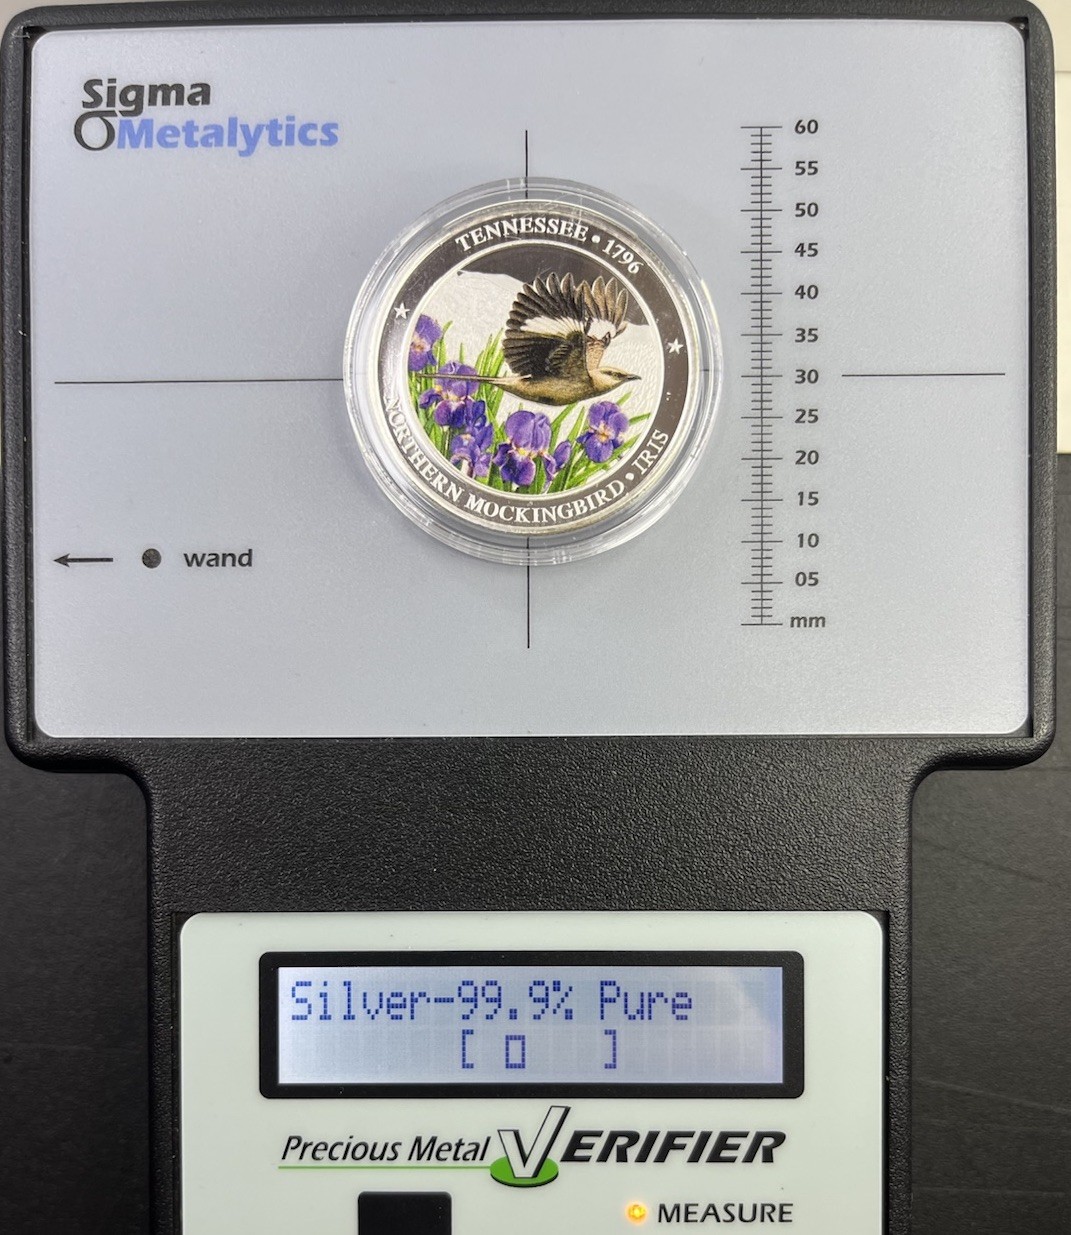 Sigma
Metalytics
60
55
50
45
40
35
30
25
20
15
10
05
mm
TENNESSEE • 1796
NORTHERN MOCKINGBIRD • IRIS
← ● wand
Silver-99.9% Pure
[ ▯ ]
Precious Metal VERIFIER
MEASURE